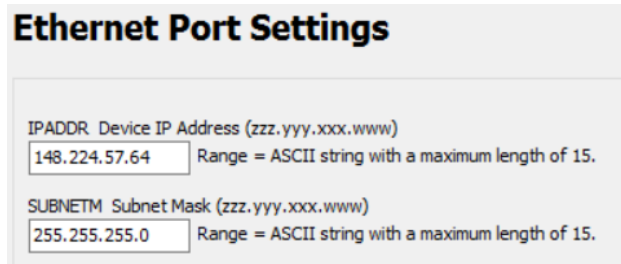 Ethernet Port Settings
IPADDR Device IP Address (zzz.yyy.xxx.www)
148.224.57.64 Range = ASCII string with a maximum length of 15.
SUBNETM Subnet Mask (zzz.yyy.xxx.www)
255.255.255.0 Range = ASCII string with a maximum length of 15.